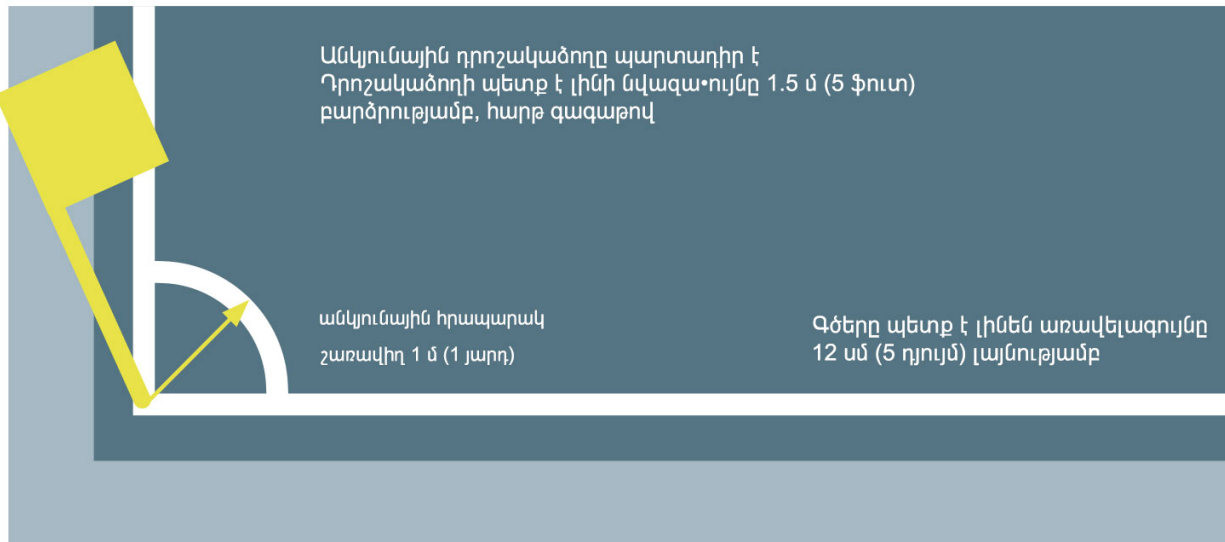 Անկյունային դրոշակաձողը պարտադիր է
Դրոշակաձողի պետք է լինի նվազա•ույնը 1.5 մ (5 ֆուտ)
բարձրությամբ, հարթ գագաթով
անկյունային հրապարակ
շառավիղ 1 մ (1 յարդ)
Գծերը պետք է լինեն առավելագույնը
12 սմ (5 դյույմ) լայնությամբ